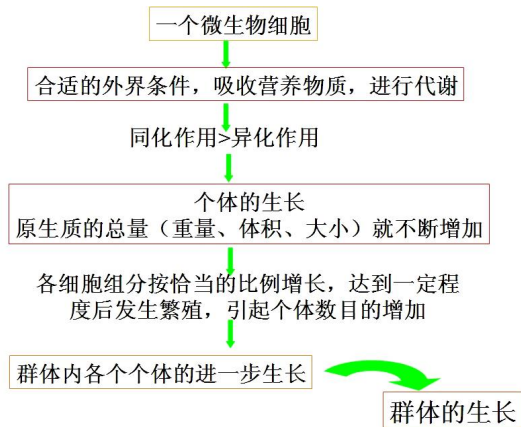 一个微生物细胞
合适的外界条件，吸收营养物质，进行代谢
同化作用>异化作用
个体的生长
原生质的总量（重量、体积、大小）就不断增加
各细胞组分按恰当的比例增长，达到一定程
度后发生繁殖，引起个体数目的增加
群体内各个个体的进一步生长
群体的生长